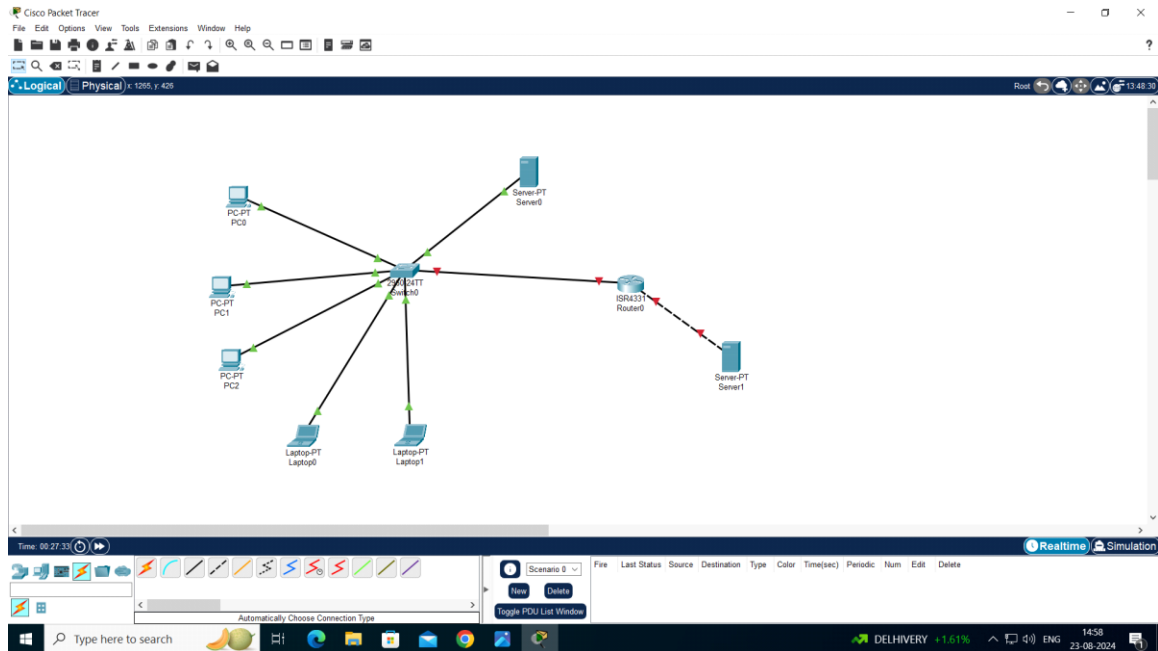 Cisco Packet Tracer
File Edit Options View Tools Extensions Window Help
?
Logical Physical x: 1265, y: 426
Root 13:48:30
Server-PT
Server0
PC-PT
PC0
2950-24TT
Switch0
PC-PT
PC1
ISR4331
Router0
PC-PT
PC2
Server-PT
Server1
Laptop-PT
Laptop0
Laptop-PT
Laptop1
Time: 00:27:33
Realtime Simulation
Scenario 0
Fire Last Status Source Destination Type Color Time(sec) Periodic Num Edit Delete
New Delete
Toggle PDU List Window
Automatically Choose Connection Type
Type here to search
DELHIVERY +1.61%
ENG
14:58
23-08-2024
1